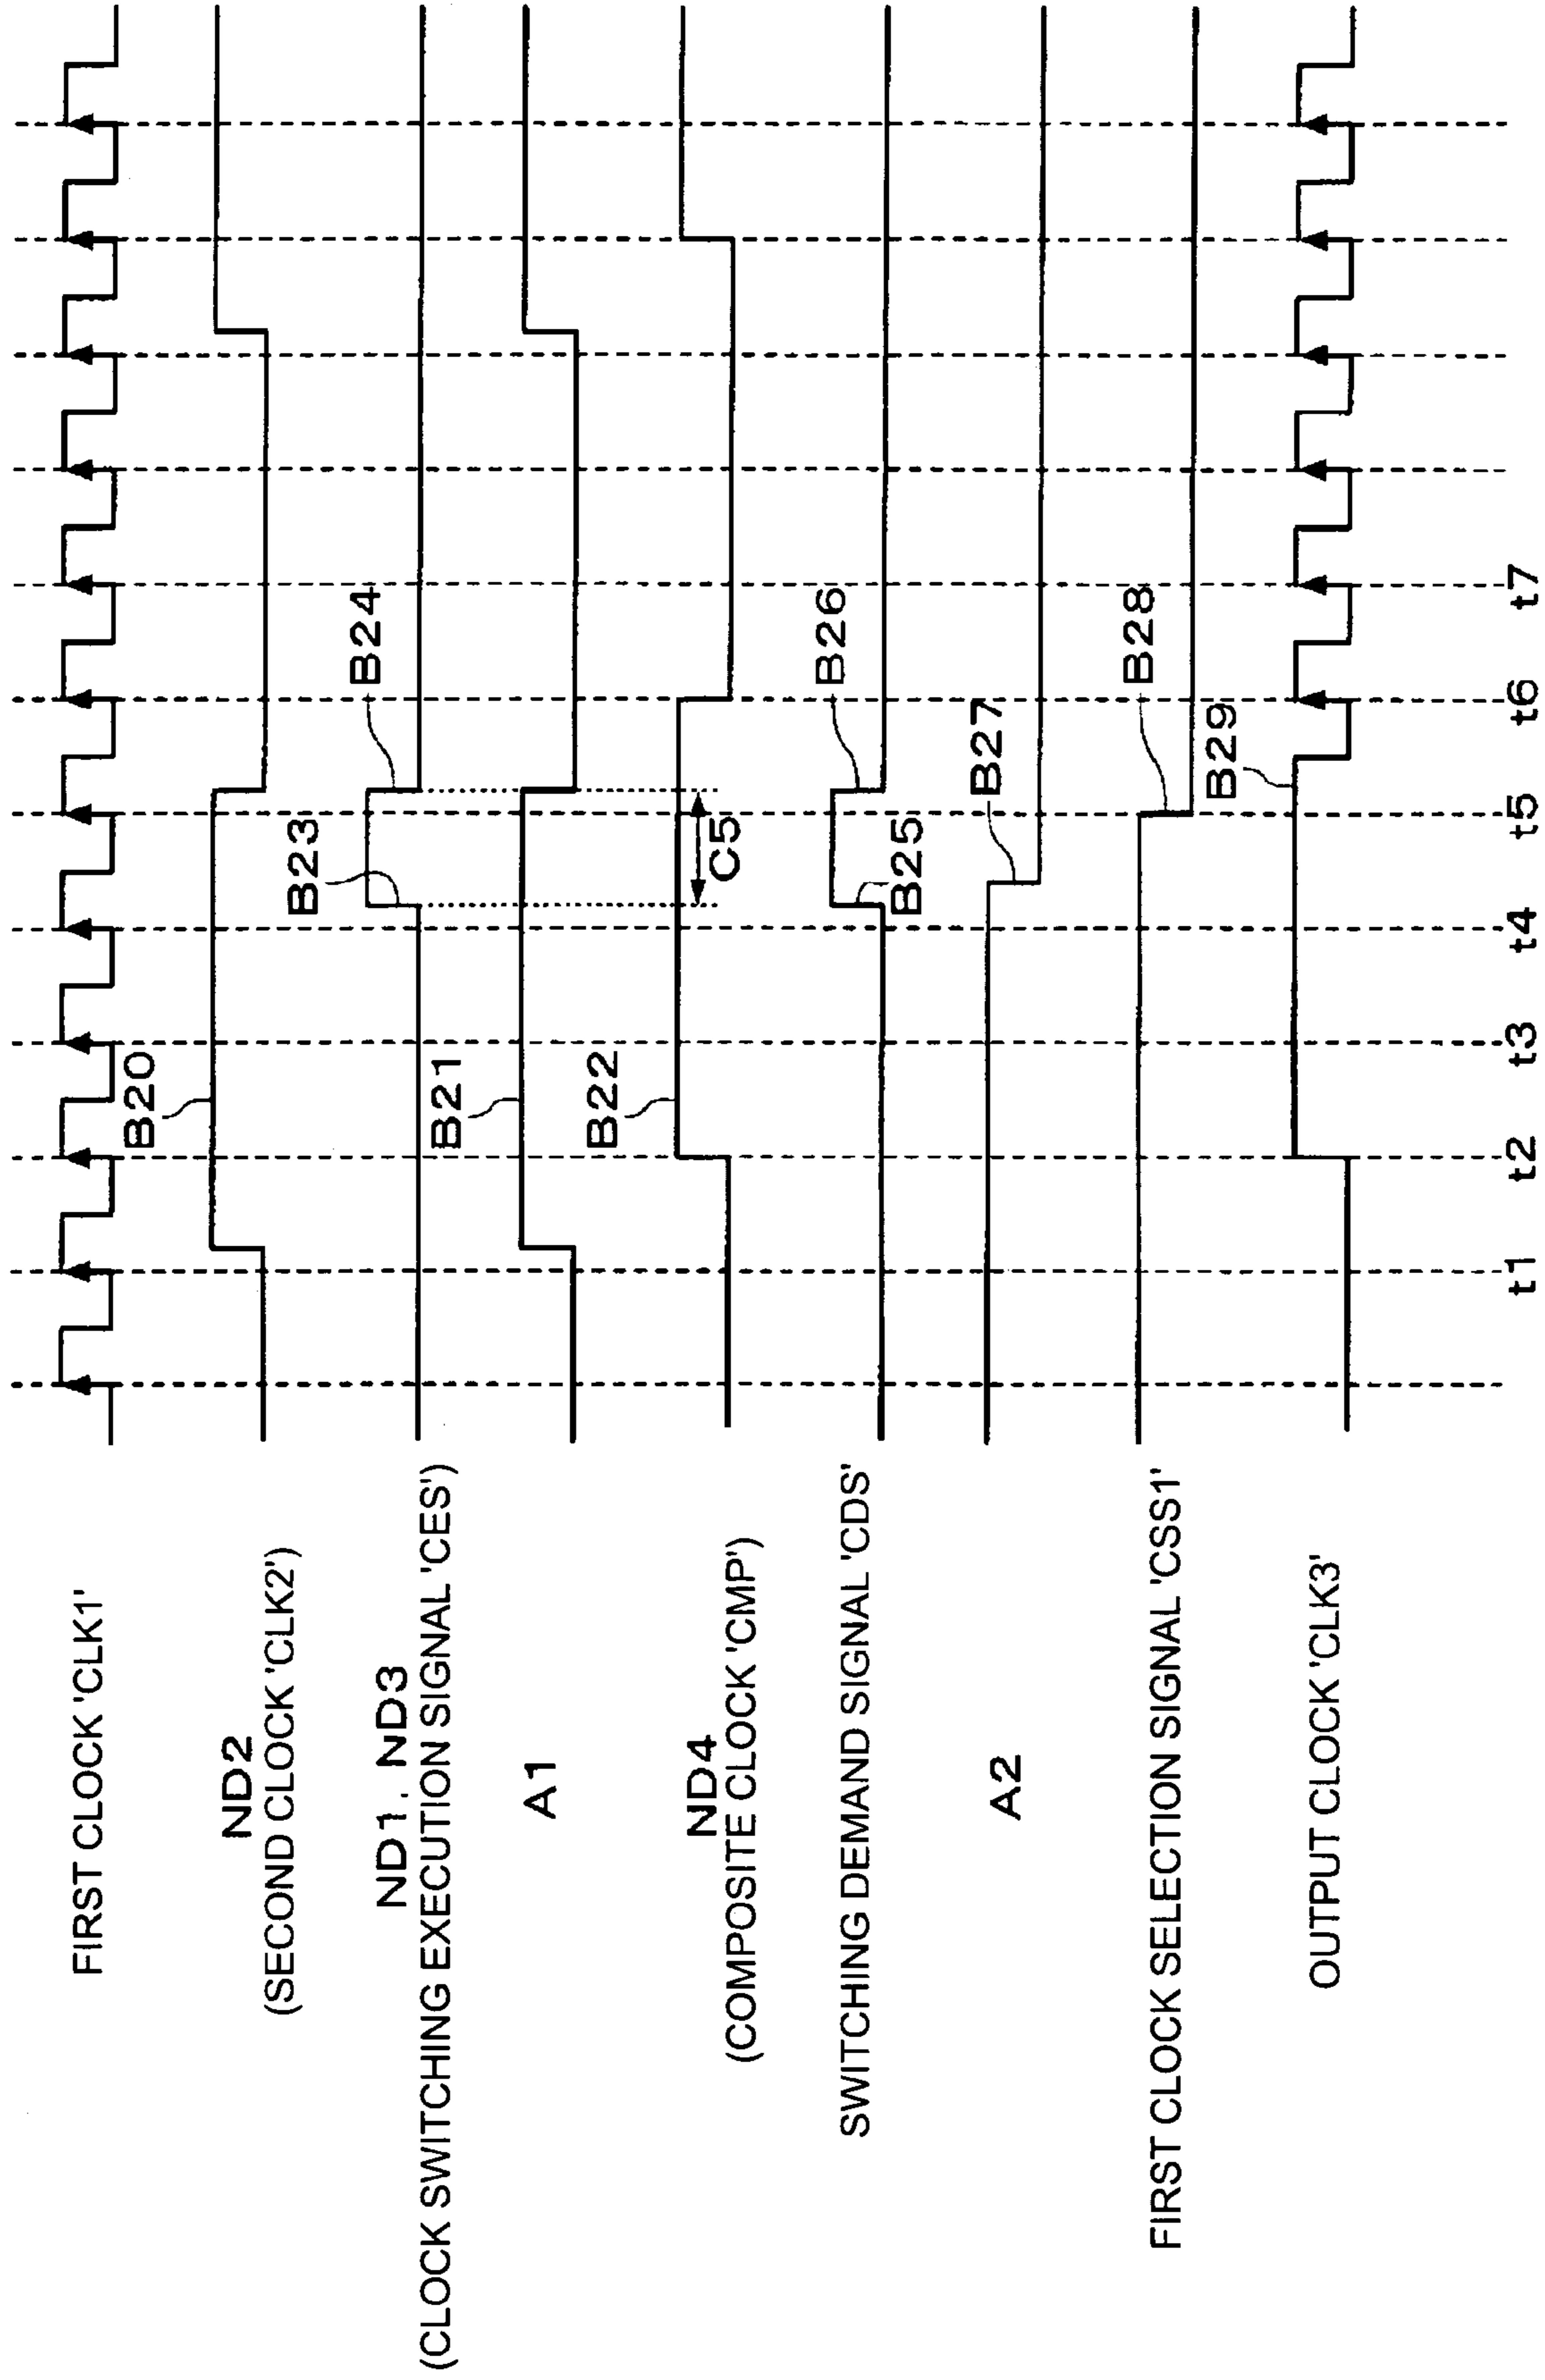 FIRST CLOCK 'CLK1'
ND2
(SECOND CLOCK 'CLK2')
B20
ND1, ND3
(CLOCK SWITCHING EXECUTION SIGNAL 'CES')
B23
B24
A1
B21
ND4
(COMPOSITE CLOCK 'CMP')
B22
C5
SWITCHING DEMAND SIGNAL 'CDS'
B25
B26
A2
B27
FIRST CLOCK SELECTION SIGNAL 'CSS1'
B28
OUTPUT CLOCK 'CLK3'
B29
t1 t2 t3 t4 t5 t6 t7